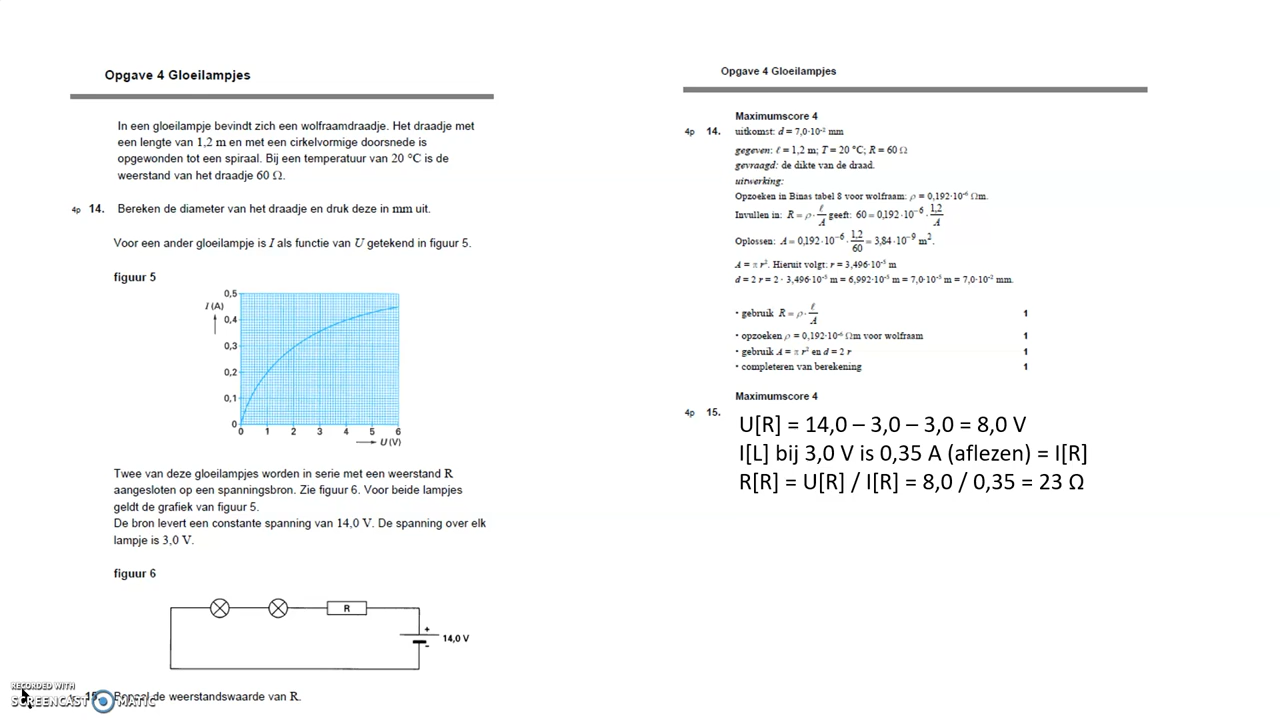 Opgave 4 Gloeilampjes
In een gloeilampje bevindt zich een wolfraamdraadje. Het draadje met
een lengte van 1,2 m en met een cirkelvormige doorsnede is
opgewonden tot een spiraal. Bij een temperatuur van 20 °C is de
weerstand van het draadje 60 Ω.
4p 14. Bereken de diameter van het draadje en druk deze in mm uit.
Voor een ander gloeilampje is I als functie van U getekend in figuur 5.
figuur 5
I (A)
0,5
0,4
0,3
0,2
0,1
0
0 1 2 3 4 5 6
U (V)
Twee van deze gloeilampjes worden in serie met een weerstand R
aangesloten op een spanningsbron. Zie figuur 6. Voor beide lampjes
geldt de grafiek van figuur 5.
De bron levert een constante spanning van 14,0 V. De spanning over elk
lampje is 3,0 V.
figuur 6
R
+
-
14,0 V
15. de weerstandswaarde van R.
RECORDED WITH
SCREENCAST MATIC
Opgave 4 Gloeilampjes
Maximumscore 4
4p 14. uitkomst: d = 7,0·10⁻² mm
gegeven: ℓ = 1,2 m; T = 20 °C; R = 60 Ω
gevraagd: de dikte van de draad.
uitwerking:
Opzoeken in Binas tabel 8 voor wolfraam: ρ = 0,192·10⁻⁶ Ωm.
Invullen in: R = ρ · ℓ/A geeft: 60 = 0,192·10⁻⁶ · 1,2/A
Oplossen: A = 0,192·10⁻⁶ · 1,2/60 = 3,84·10⁻⁹ m².
A = π r². Hieruit volgt: r = 3,496·10⁻⁵ m
d = 2 r = 2 · 3,496·10⁻⁵ m = 6,992·10⁻⁵ m = 7,0·10⁻⁵ m = 7,0·10⁻² mm.
• gebruik R = ρ · ℓ/A 1
• opzoeken ρ = 0,192·10⁻⁶ Ωm voor wolfraam 1
• gebruik A = π r² en d = 2 r 1
• completeren van berekening 1
Maximumscore 4
4p 15.
U[R] = 14,0 – 3,0 – 3,0 = 8,0 V
I[L] bij 3,0 V is 0,35 A (aflezen) = I[R]
R[R] = U[R] / I[R] = 8,0 / 0,35 = 23 Ω